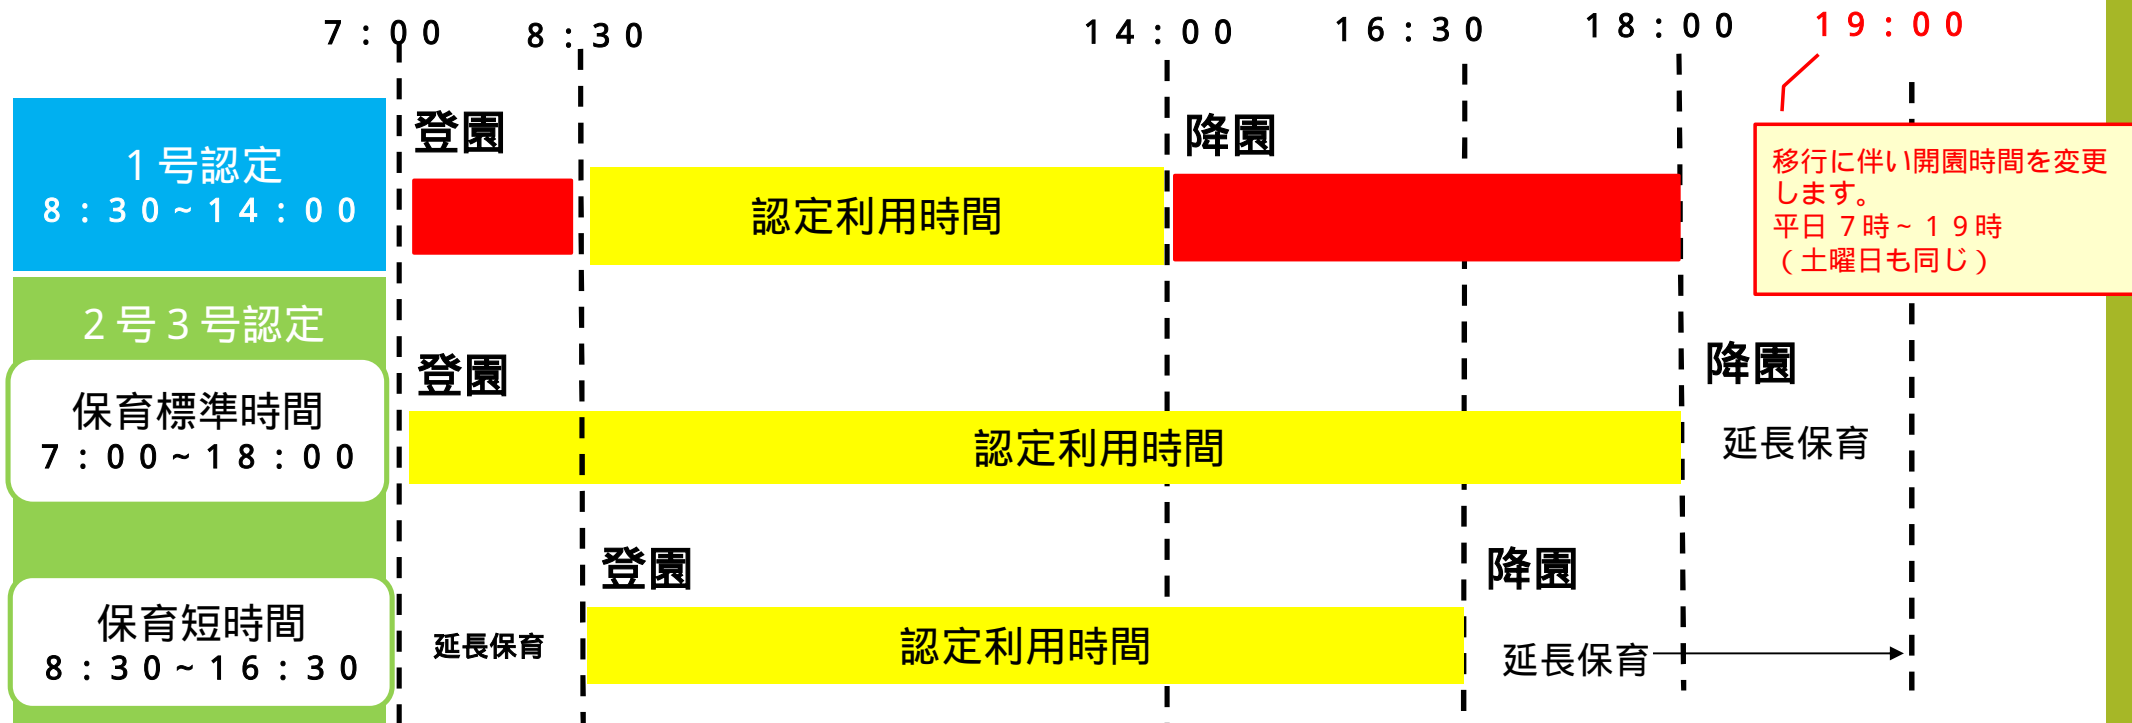 7：00
8：30
14：00
16：30
18：00
19：00
1号認定
8：30~14：00
登園
認定利用時間
降園
移行に伴い開園時間を変更
します。
平日 7時~19時
（土曜日も同じ）
2号3号認定
保育標準時間
7：00~18：00
登園
認定利用時間
降園
延長保育
保育短時間
8：30~16：30
延長保育
登園
認定利用時間
降園
延長保育